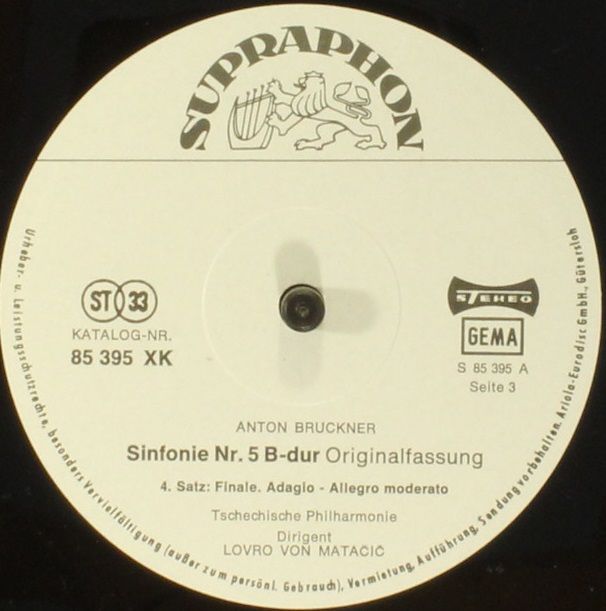 SUPRAPHON
ST 33
KATALOG-NR.
85 395 XK
STEREO
GEMA
S 85 395 A
Seite 3
ANTON BRUCKNER
Sinfonie Nr. 5 B-dur Originalfassung
4. Satz: Finale. Adagio - Allegro moderato
Tschechische Philharmonie
Dirigent
LOVRO VON MATAČIČ
Urheber- u. Leistungsschutzrechte, besonders Vervielfältigung (außer zum persönl. Gebrauch), Vermietung, Aufführung, Sendung vorbehalten. Ariola-Eurodisc GmbH., Gütersloh